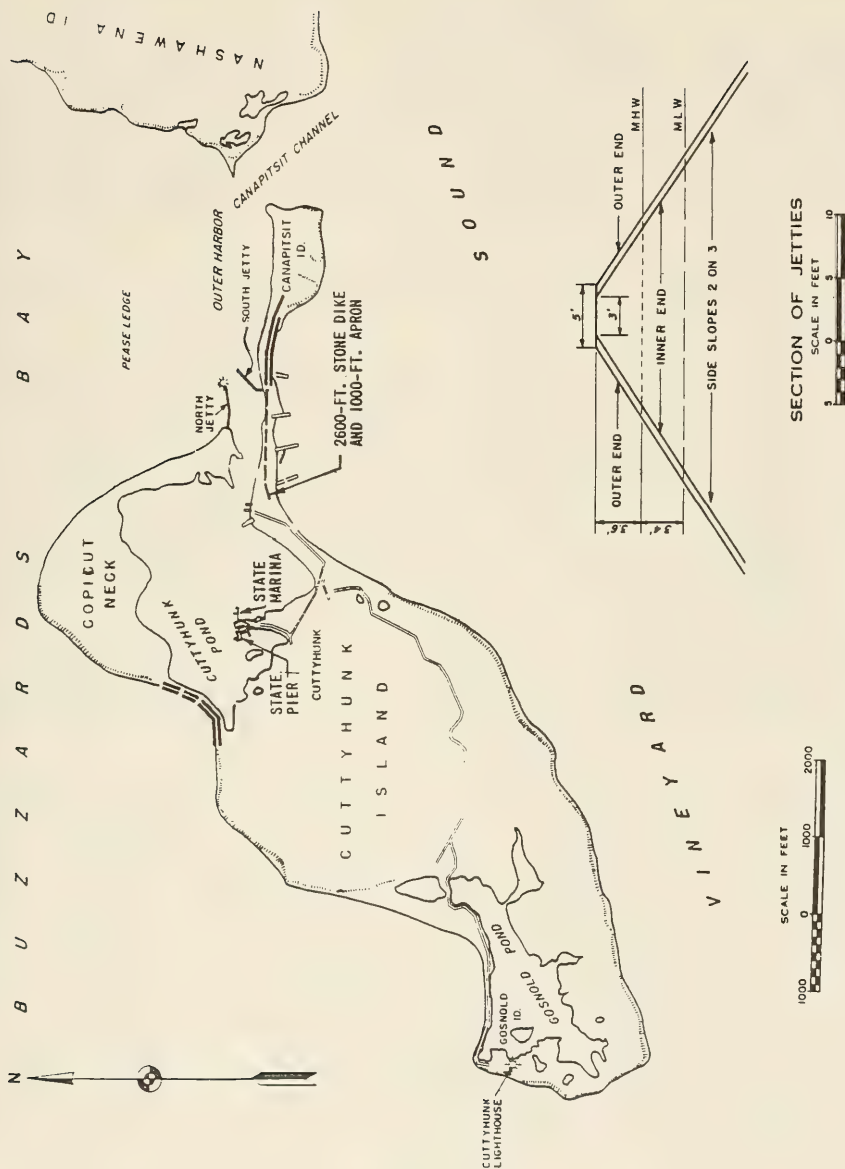 N
BUZZARDS BAY
NASHAWENA ID
PEASE LEDGE
OUTER HARBOR
CANAPITSIT CHANNEL
COPICUT
NECK
NORTH
JETTY
SOUTH JETTY
CANAPITSIT
ID.
CUTTYHUNK
POND
STATE
MARINA
STATE
PIER
CUTTYHUNK
2600-FT. STONE DIKE
AND 1000-FT. APRON
CUTTYHUNK
ISLAND
GOSNOLD
ID.
GOSNOLD POND
CUTTYHUNK
LIGHTHOUSE
VINEYARD SOUND
SCALE IN FEET
1000 0 1000 2000
5'
3'
OUTER END
OUTER END
MHW
MLW
3.6'
3.4'
INNER END
SIDE SLOPES 2 ON 3
SECTION OF JETTIES
SCALE IN FEET
5 0 5 10